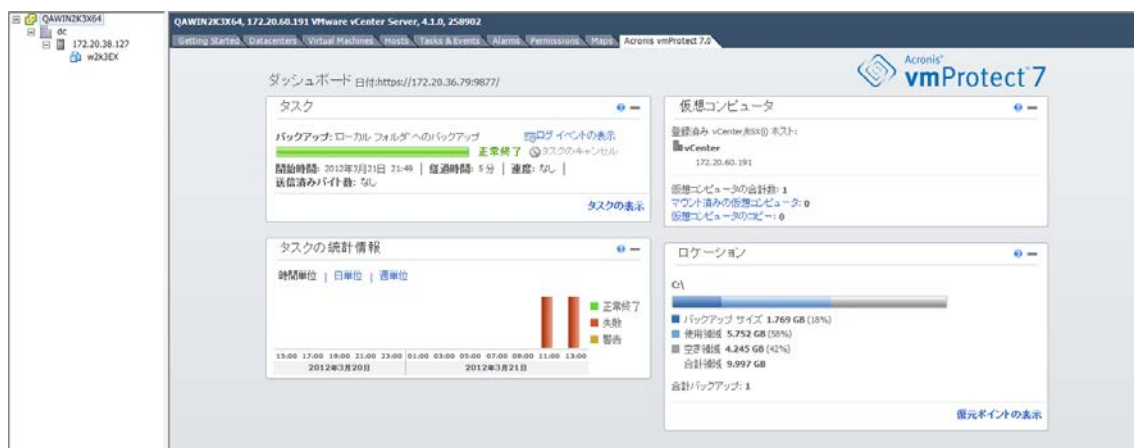 QAWIN2K3X64
dc
172.20.38.127
w2k3EX
QAWIN2K3X64, 172.20.60.191 VMware vCenter Server, 4.1.0, 258902
Getting Started Datacenters Virtual Machines Hosts Tasks & Events Alarms Permissions Maps Acronis vmProtect 7.0
ダッシュボード 日付:https://172.20.36.79:9877/
Acronis
vmProtect 7
タスク
バックアップ: ローカル フォルダへのバックアップ ログ イベントの表示
正常終了 タスクのキャンセル
開始時間: 2012年3月21日 21:49 | 経過時間: 5 分 | 速度: なし |
送信済みバイト数: なし
タスクの表示
仮想コンピュータ
登録済み vCenter/ESX(i) ホスト:
vCenter
172.20.60.191
仮想コンピュータの合計数: 1
マウント済みの仮想コンピュータ: 0
仮想コンピュータのコピー: 0
タスクの統計情報
時間単位 | 日単位 | 週単位
正常終了
失敗
警告
15:00 17:00 19:00 21:00 23:00 01:00 03:00 05:00 07:00 09:00 11:00 13:00
2012年3月20日 2012年3月21日
ロケーション
C:\
バックアップ サイズ 1.769 GB (18%)
使用領域 5.752 GB (58%)
空き領域 4.245 GB (42%)
合計領域 9.997 GB
合計バックアップ: 1
復元ポイントの表示